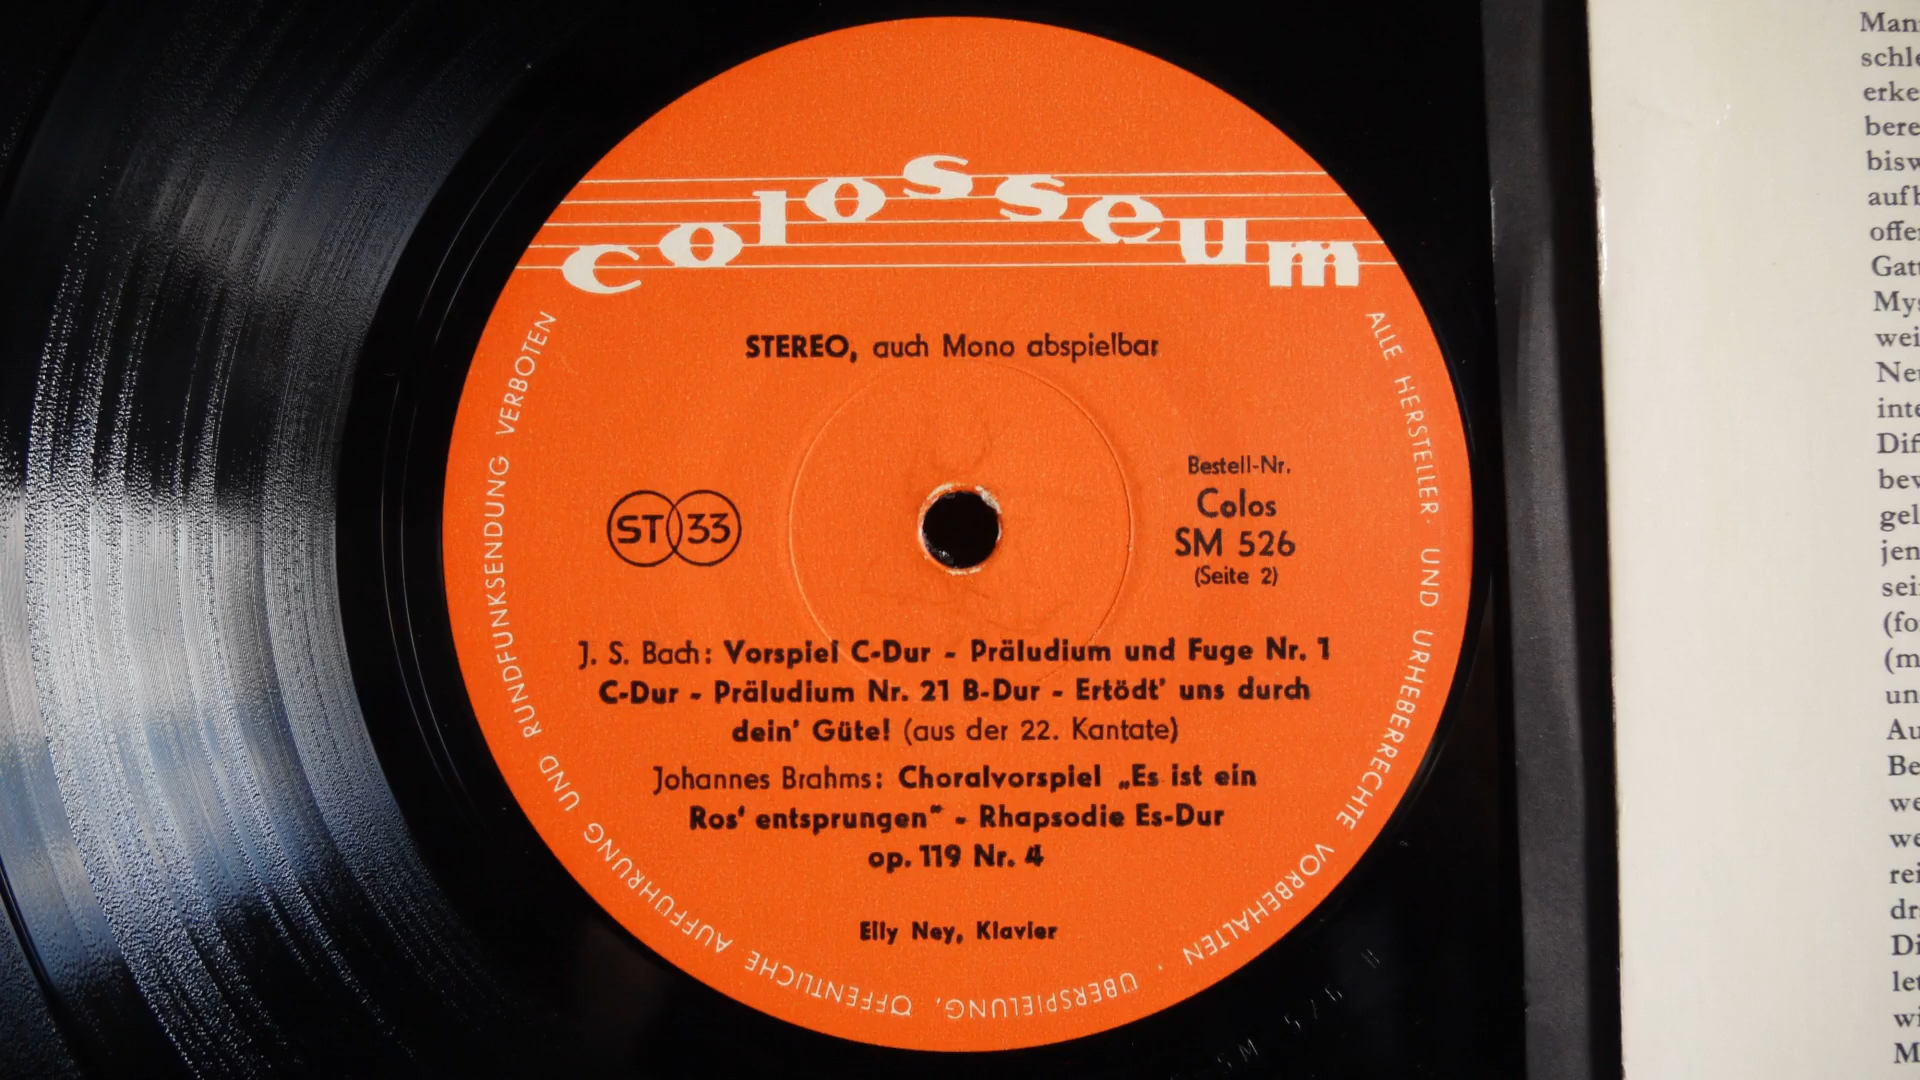 colosseum
STEREO, auch Mono abspielbar
Bestell-Nr.
Colos
SM 526
(Seite 2)
ST 33
J. S. Bach: Vorspiel C-Dur - Präludium und Fuge Nr. 1
C-Dur - Präludium Nr. 21 B-Dur - Ertödt' uns durch
dein' Güte! (aus der 22. Kantate)
Johannes Brahms: Choralvorspiel „Es ist ein
Ros' entsprungen“ - Rhapsodie Es-Dur
op. 119 Nr. 4
Elly Ney, Klavier
ALLE HERSTELLER- UND URHEBERRECHTE VORBEHALTEN · ÜBERSPIELUNG, ÖFFENTLICHE AUFFÜHRUNG UND RUNDFUNKSENDUNG VERBOTEN
SM 526 B